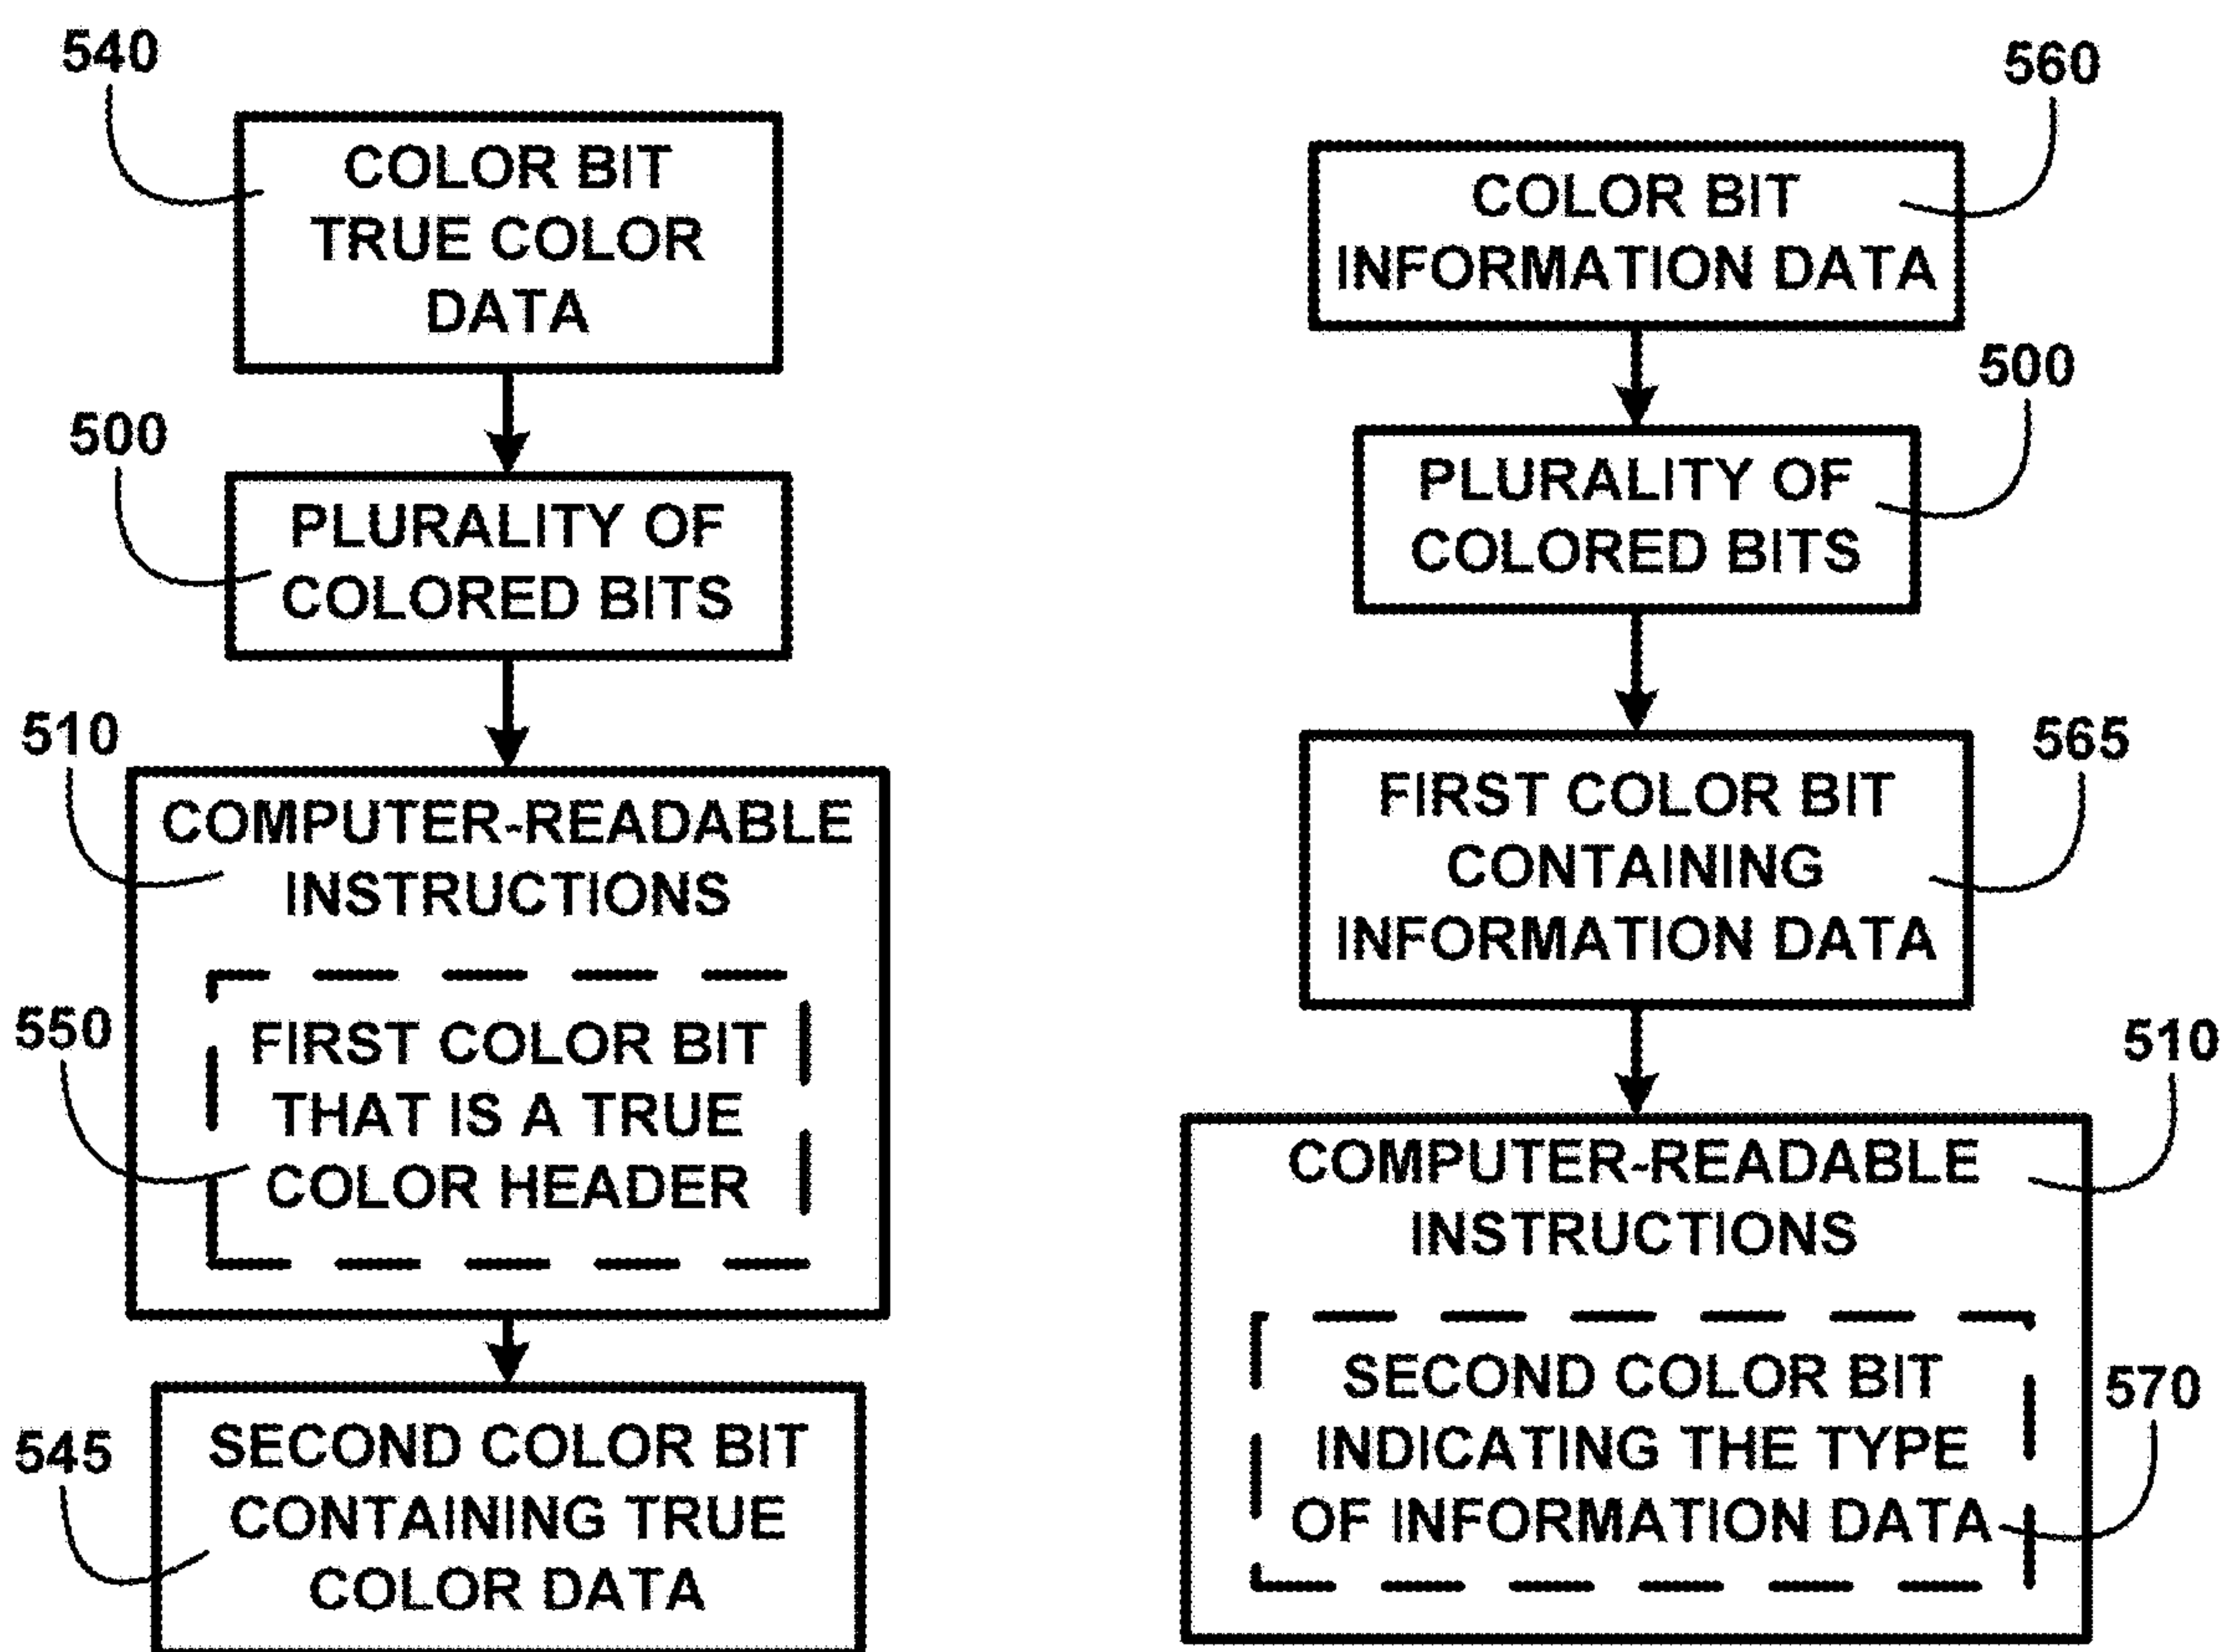 540
COLOR BIT
TRUE COLOR
DATA
500
PLURALITY OF
COLORED BITS
510
COMPUTER-READABLE
INSTRUCTIONS
550
FIRST COLOR BIT
THAT IS A TRUE
COLOR HEADER
545
SECOND COLOR BIT
CONTAINING TRUE
COLOR DATA
560
COLOR BIT
INFORMATION DATA
500
PLURALITY OF
COLORED BITS
565
FIRST COLOR BIT
CONTAINING
INFORMATION DATA
510
COMPUTER-READABLE
INSTRUCTIONS
570
SECOND COLOR BIT
INDICATING THE TYPE
OF INFORMATION DATA